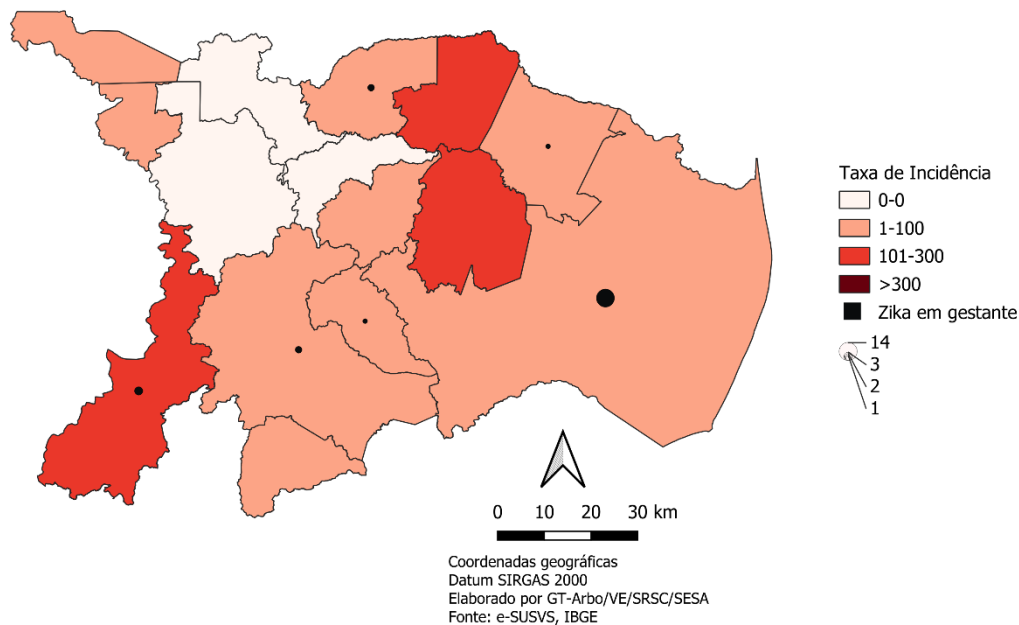 Taxa de Incidência
0-0
1-100
101-300
>300
Zika em gestante
14
3
2
1
0 10 20 30 km
Coordenadas geográficas
Datum SIRGAS 2000
Elaborado por GT-Arbo/VE/SRSC/SESA
Fonte: e-SUSVS, IBGE